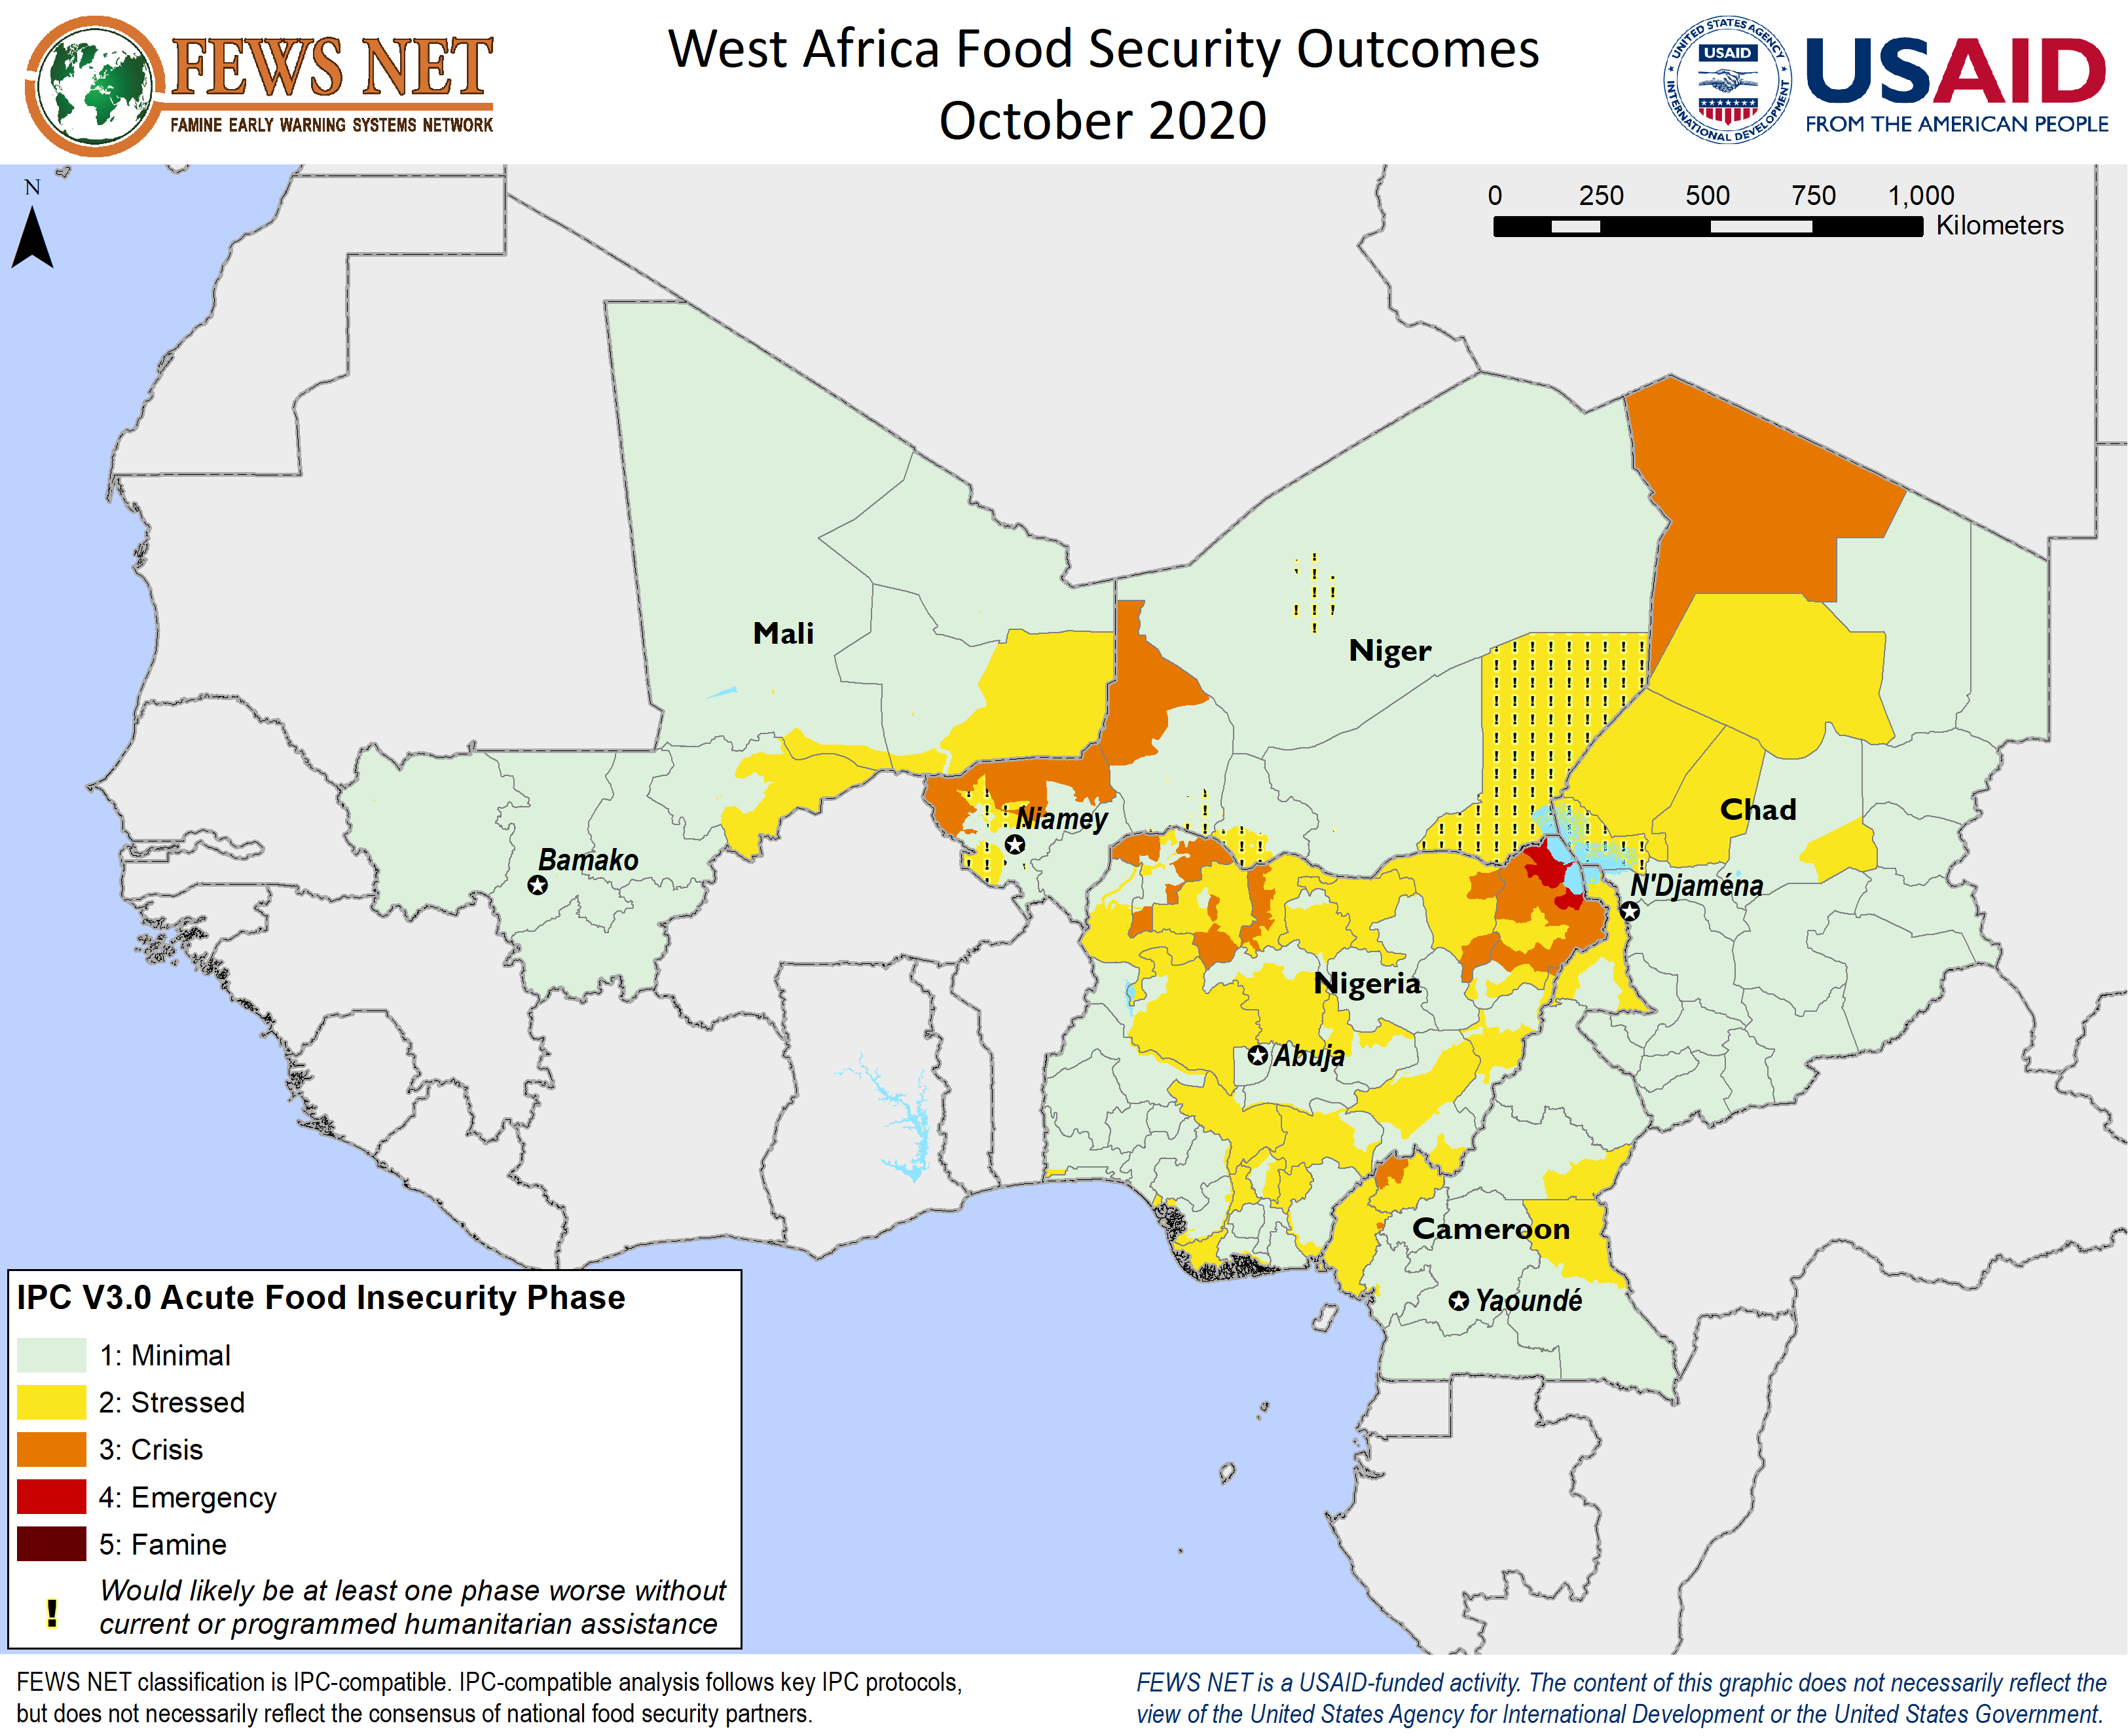 FEWS NET
FAMINE EARLY WARNING SYSTEMS NETWORK
West Africa Food Security Outcomes
October 2020
UNITED STATES AGENCY
INTERNATIONAL DEVELOPMENT
USAID
USAID
FROM THE AMERICAN PEOPLE
N
0 250 500 750 1,000
Kilometers
Mali
Niger
Chad
Niamey
Bamako
N'Djaména
Nigeria
Abuja
Cameroon
Yaoundé
IPC V3.0 Acute Food Insecurity Phase
1: Minimal
2: Stressed
3: Crisis
4: Emergency
5: Famine
! Would likely be at least one phase worse without
current or programmed humanitarian assistance
FEWS NET classification is IPC-compatible. IPC-compatible analysis follows key IPC protocols,
but does not necessarily reflect the consensus of national food security partners.
FEWS NET is a USAID-funded activity. The content of this graphic does not necessarily reflect the
view of the United States Agency for International Development or the United States Government.